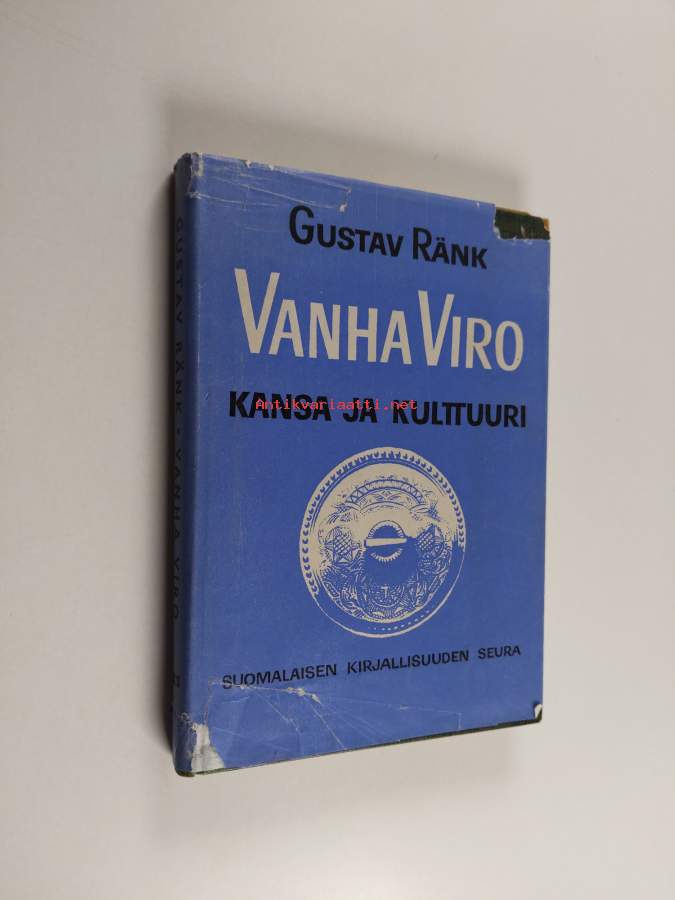 GUSTAV RÄNK
VANHA VIRO
KANSA JA KULTTUURI
Antikvariaatti.net
SUOMALAISEN KIRJALLISUUDEN SEURA
GUSTAV RÄNK · VANHA VIRO